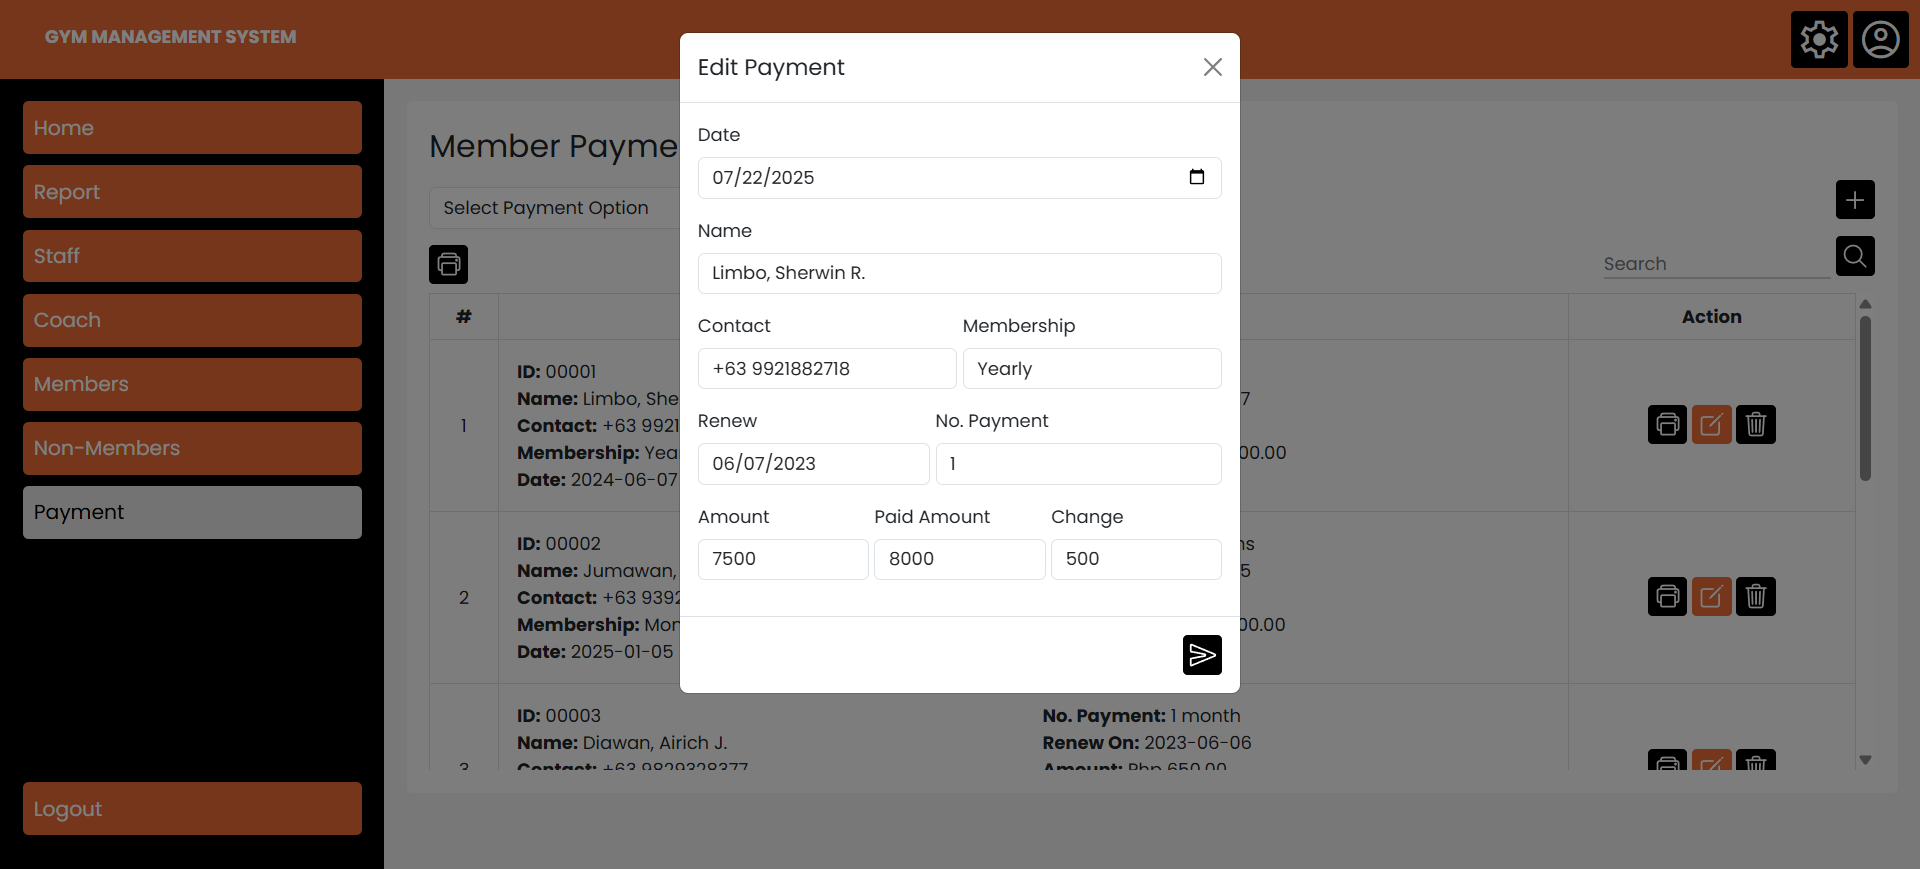 GYM MANAGEMENT SYSTEM
Home
Report
Staff
Coach
Members
Non-Members
Payment
Logout
Member Payme
Select Payment Option
Search
# Action
1
ID: 00001
Name: Limbo, She
Contact: +63 9921
Membership: Yea
Date: 2024-06-07
7
00.00
2
ID: 00002
Name: Jumawan,
Contact: +63 9392
Membership: Mon
Date: 2025-01-05
hs
5
00.00
3
ID: 00003
Name: Diawan, Airich J.
Contact: +63 9829328377
No. Payment: 1 month
Renew On: 2023-06-06
Amount: Php 650.00
Edit Payment
Date
07/22/2025
Name
Limbo, Sherwin R.
Contact Membership
+63 9921882718 Yearly
Renew No. Payment
06/07/2023 1
Amount Paid Amount Change
7500 8000 500